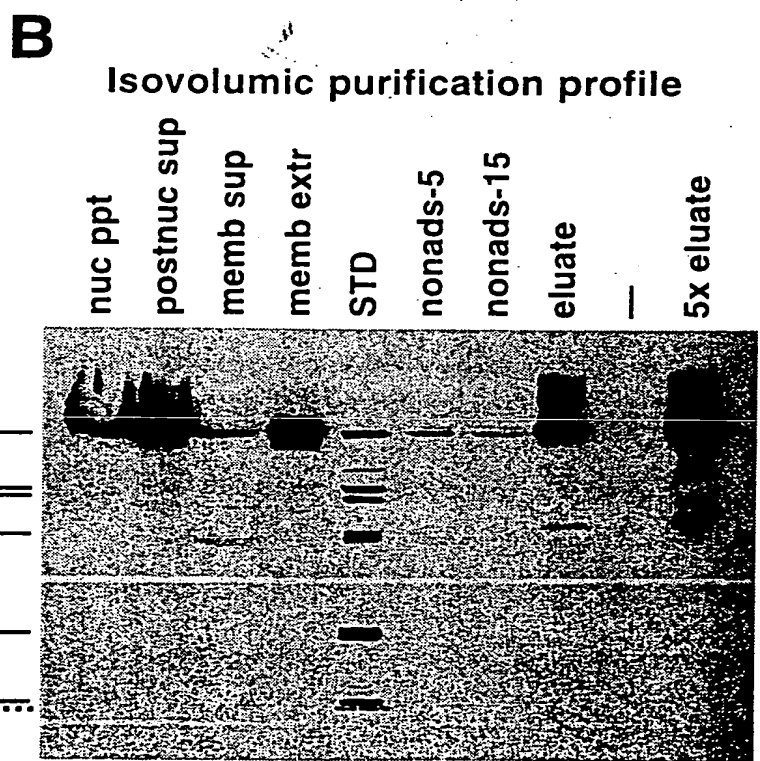 B
Isovolumic purification profile
nuc ppt
postnuc sup
memb sup
memb extr
STD
nonads-5
nonads-15
eluate
—
5x eluate